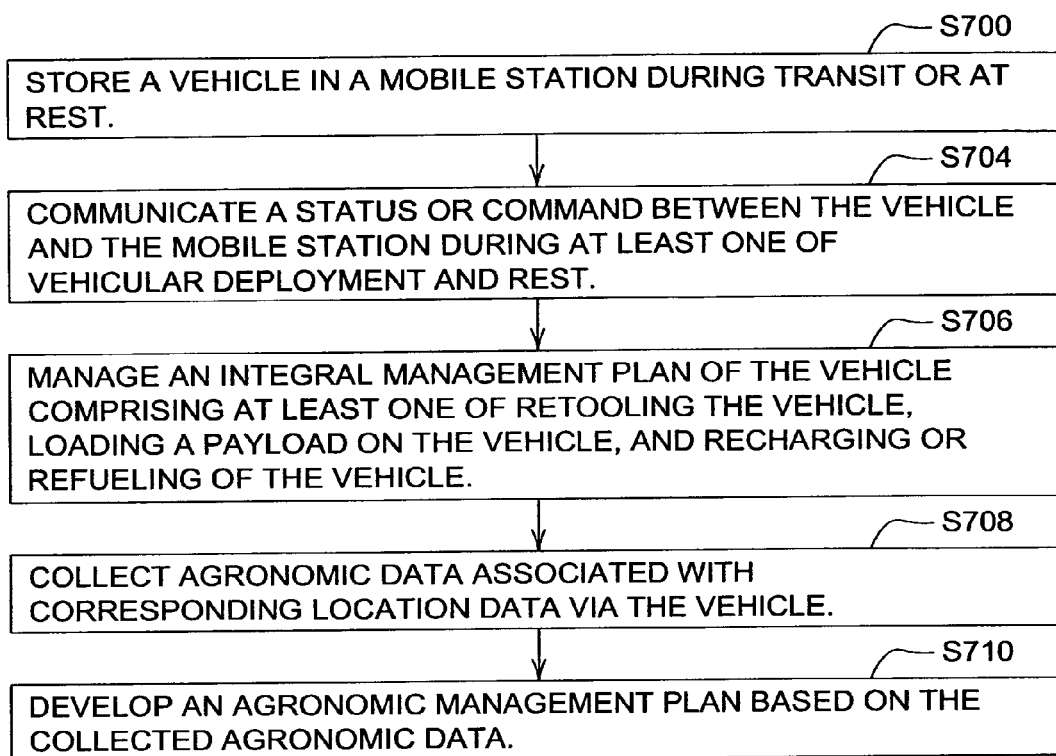 S700
STORE A VEHICLE IN A MOBILE STATION DURING TRANSIT OR AT
REST.
S704
COMMUNICATE A STATUS OR COMMAND BETWEEN THE VEHICLE
AND THE MOBILE STATION DURING AT LEAST ONE OF
VEHICULAR DEPLOYMENT AND REST.
S706
MANAGE AN INTEGRAL MANAGEMENT PLAN OF THE VEHICLE
COMPRISING AT LEAST ONE OF RETOOLING THE VEHICLE,
LOADING A PAYLOAD ON THE VEHICLE, AND RECHARGING OR
REFUELING OF THE VEHICLE.
S708
COLLECT AGRONOMIC DATA ASSOCIATED WITH
CORRESPONDING LOCATION DATA VIA THE VEHICLE.
S710
DEVELOP AN AGRONOMIC MANAGEMENT PLAN BASED ON THE
COLLECTED AGRONOMIC DATA.